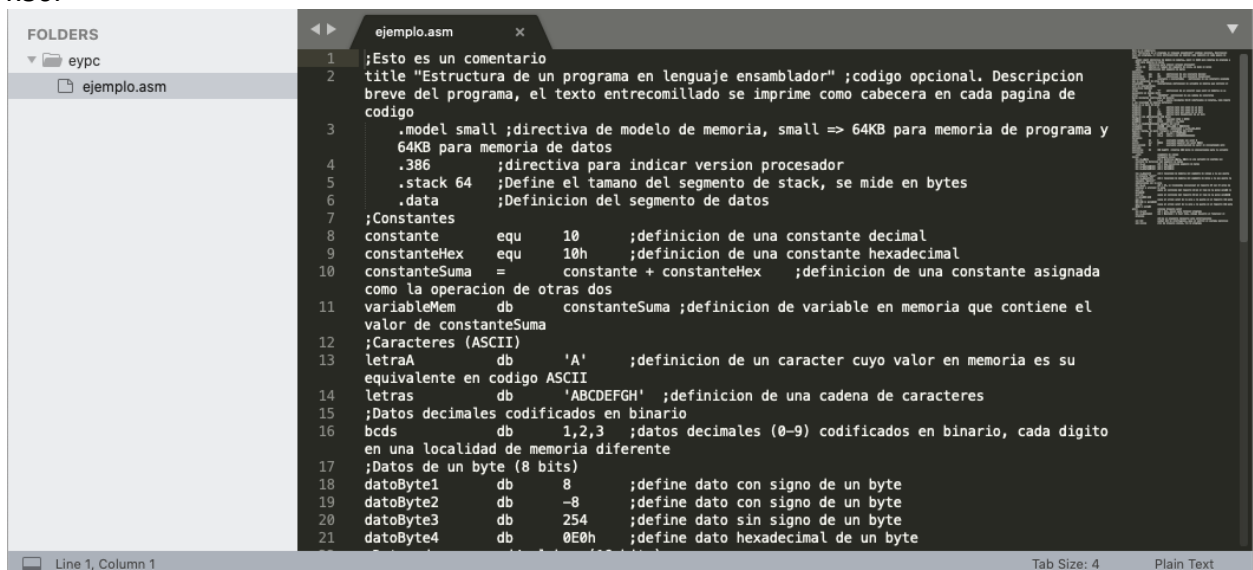 FOLDERS
eypc
ejemplo.asm
ejemplo.asm ×
1 ;Esto es un comentario
2 title "Estructura de un programa en lenguaje ensamblador" ;codigo opcional. Descripcion
breve del programa, el texto entrecomillado se imprime como cabecera en cada pagina de
codigo
3 .model small ;directiva de modelo de memoria, small => 64KB para memoria de programa y
64KB para memoria de datos
4 .386 ;directiva para indicar version procesador
5 .stack 64 ;Define el tamano del segmento de stack, se mide en bytes
6 .data ;Definicion del segmento de datos
7 ;Constantes
8 constante equ 10 ;definicion de una constante decimal
9 constanteHex equ 10h ;definicion de una constante hexadecimal
10 constanteSuma = constante + constanteHex ;definicion de una constante asignada
como la operacion de otras dos
11 variableMem db constanteSuma ;definicion de variable en memoria que contiene el
valor de constanteSuma
12 ;Caracteres (ASCII)
13 letraA db 'A' ;definicion de un caracter cuyo valor en memoria es su
equivalente en codigo ASCII
14 letras db 'ABCDEFGH' ;definicion de una cadena de caracteres
15 ;Datos decimales codificados en binario
16 bcds db 1,2,3 ;datos decimales (0-9) codificados en binario, cada digito
en una localidad de memoria diferente
17 ;Datos de un byte (8 bits)
18 datoByte1 db 8 ;define dato con signo de un byte
19 datoByte2 db -8 ;define dato con signo de un byte
20 datoByte3 db 254 ;define dato sin signo de un byte
21 datoByte4 db 0E0h ;define dato hexadecimal de un byte
Line 1, Column 1
Tab Size: 4
Plain Text